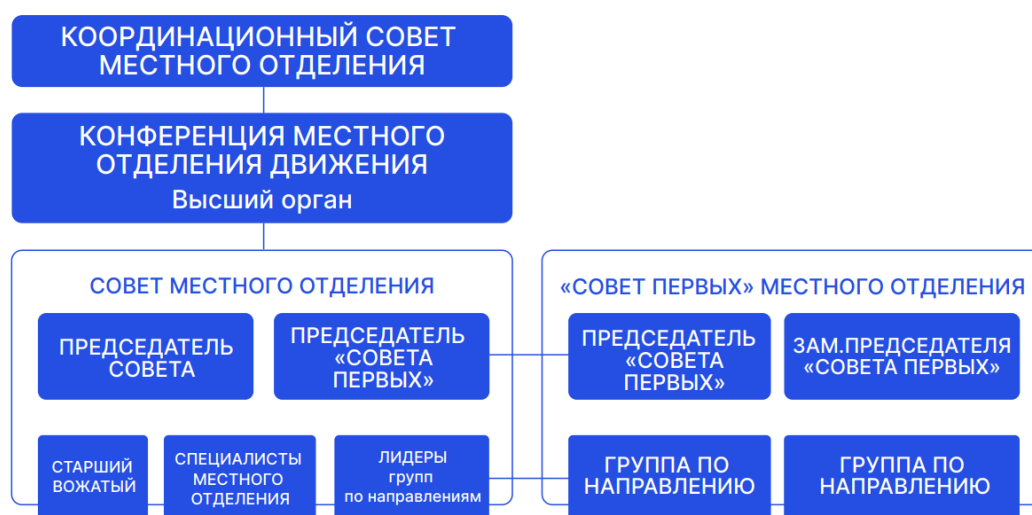 КООРДИНАЦИОННЫЙ СОВЕТ
МЕСТНОГО ОТДЕЛЕНИЯ
КОНФЕРЕНЦИЯ МЕСТНОГО
ОТДЕЛЕНИЯ ДВИЖЕНИЯ
Высший орган
СОВЕТ МЕСТНОГО ОТДЕЛЕНИЯ
ПРЕДСЕДАТЕЛЬ
СОВЕТА
ПРЕДСЕДАТЕЛЬ
«СОВЕТА
ПЕРВЫХ»
СТАРШИЙ
ВОЖАТЫЙ
СПЕЦИАЛИСТЫ
МЕСТНОГО
ОТДЕЛЕНИЯ
ЛИДЕРЫ
групп
по направлениям
«СОВЕТ ПЕРВЫХ» МЕСТНОГО ОТДЕЛЕНИЯ
ПРЕДСЕДАТЕЛЬ
«СОВЕТА
ПЕРВЫХ»
ЗАМ.ПРЕДСЕДАТЕЛЯ
«СОВЕТА ПЕРВЫХ»
ГРУППА ПО
НАПРАВЛЕНИЮ
ГРУППА ПО
НАПРАВЛЕНИЮ